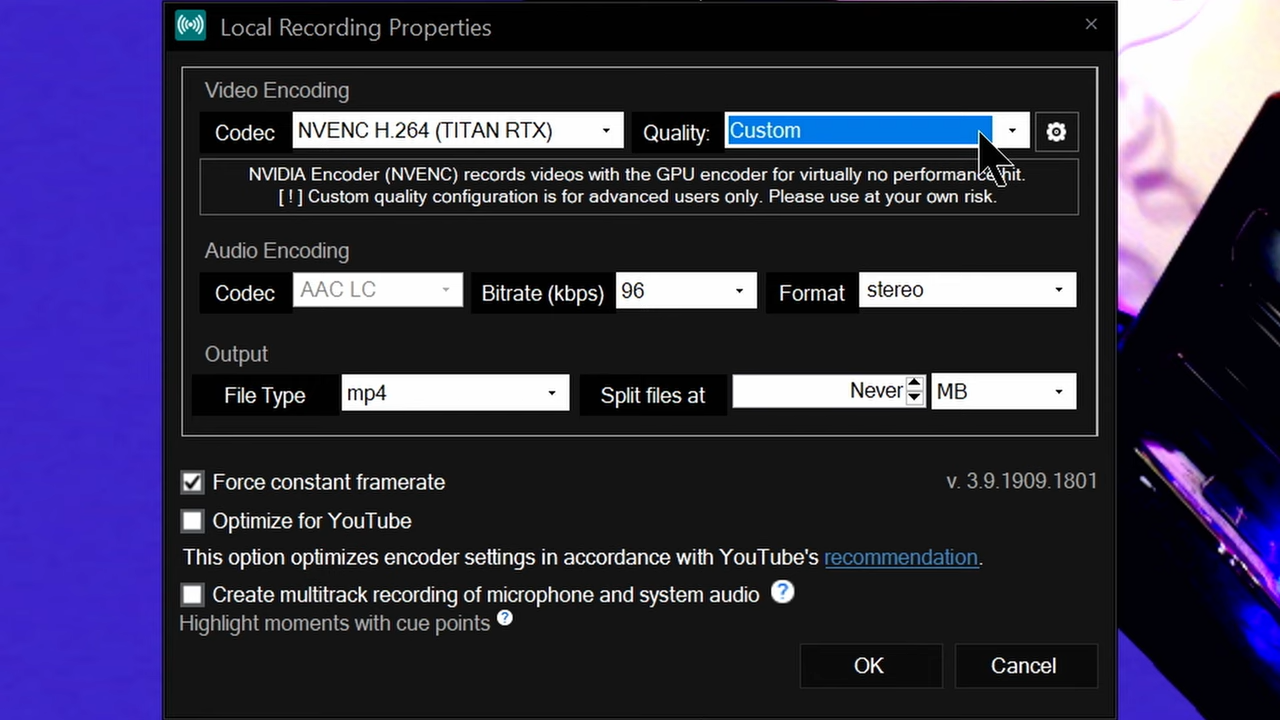 Local Recording Properties
Video Encoding
Codec NVENC H.264 (TITAN RTX) Quality: Custom
NVIDIA Encoder (NVENC) records videos with the GPU encoder for virtually no performance hit.
[ ! ] Custom quality configuration is for advanced users only. Please use at your own risk.
Audio Encoding
Codec AAC LC Bitrate (kbps) 96 Format stereo
Output
File Type mp4 Split files at Never MB
Force constant framerate v. 3.9.1909.1801
Optimize for YouTube
This option optimizes encoder settings in accordance with YouTube's recommendation.
Create multitrack recording of microphone and system audio ?
Highlight moments with cue points ?
OK Cancel